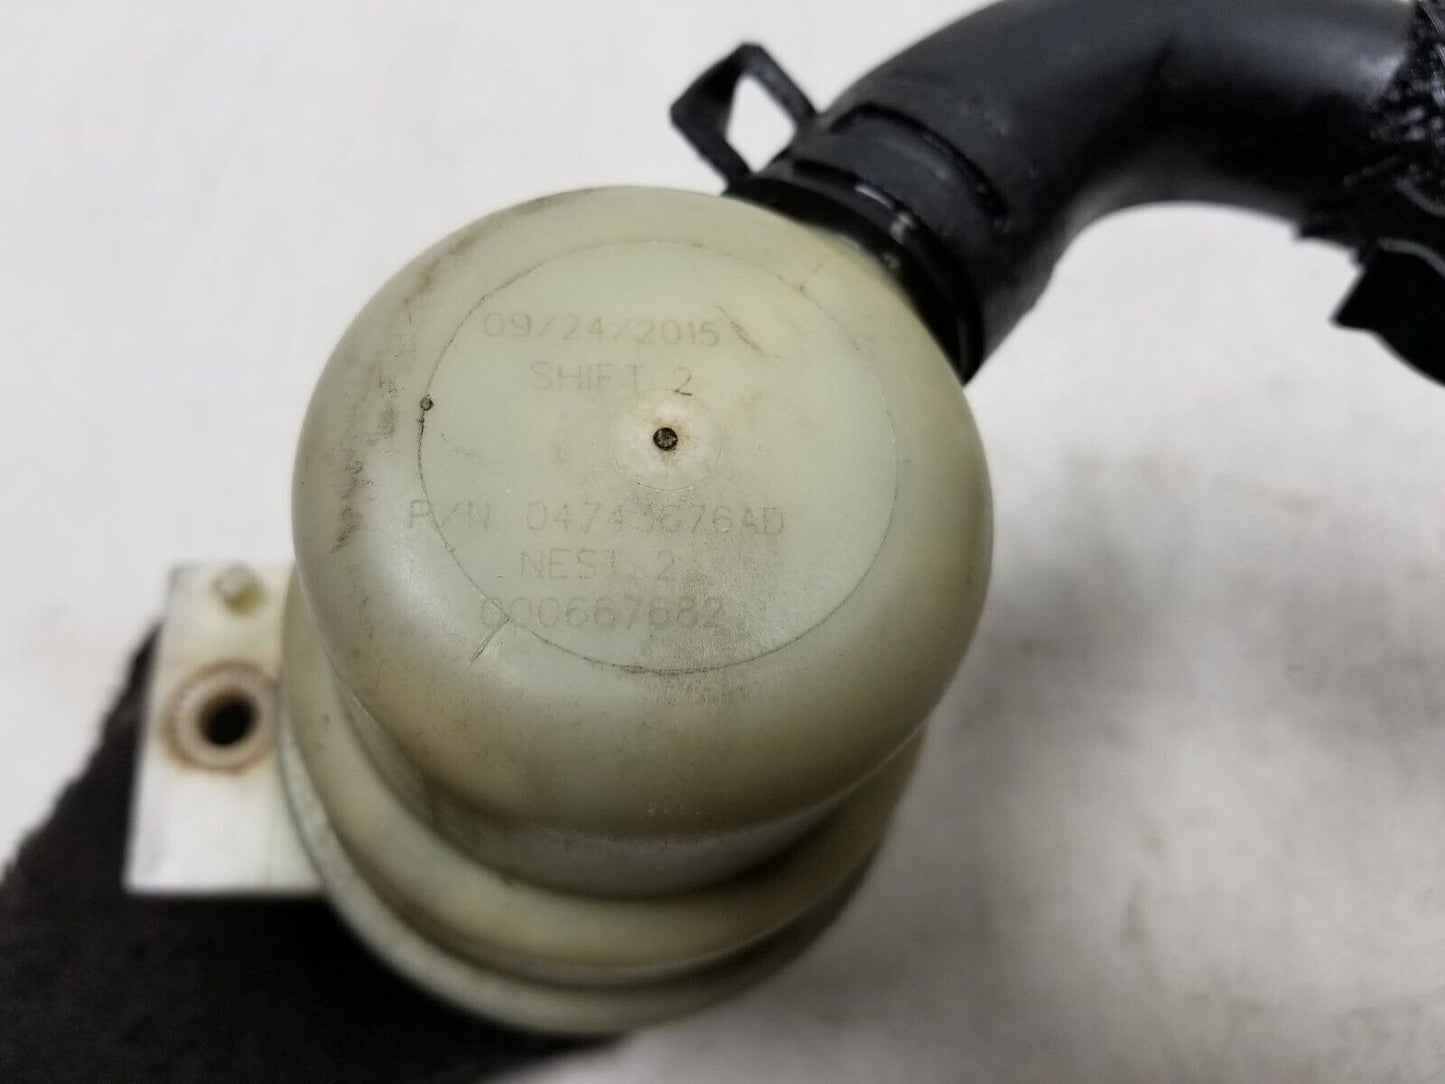 09/24/2015
SHIFT 2
P/N 04743676AD
NEST 2
000667682